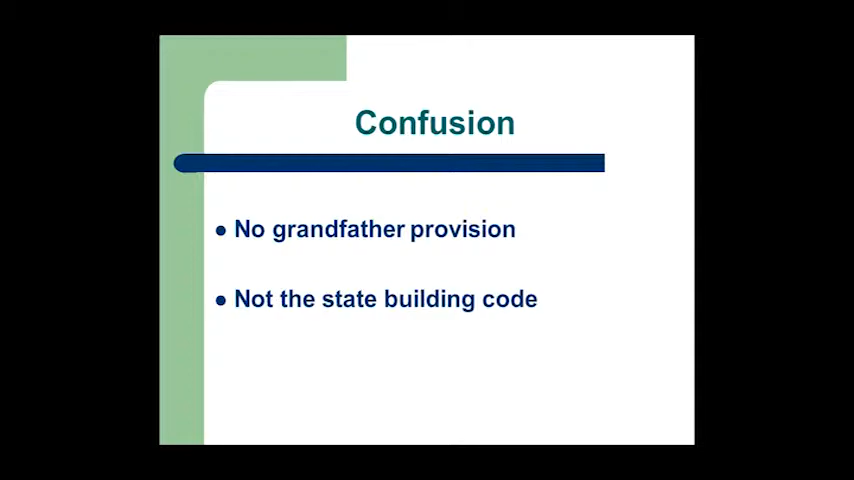 Confusion
● No grandfather provision
● Not the state building code